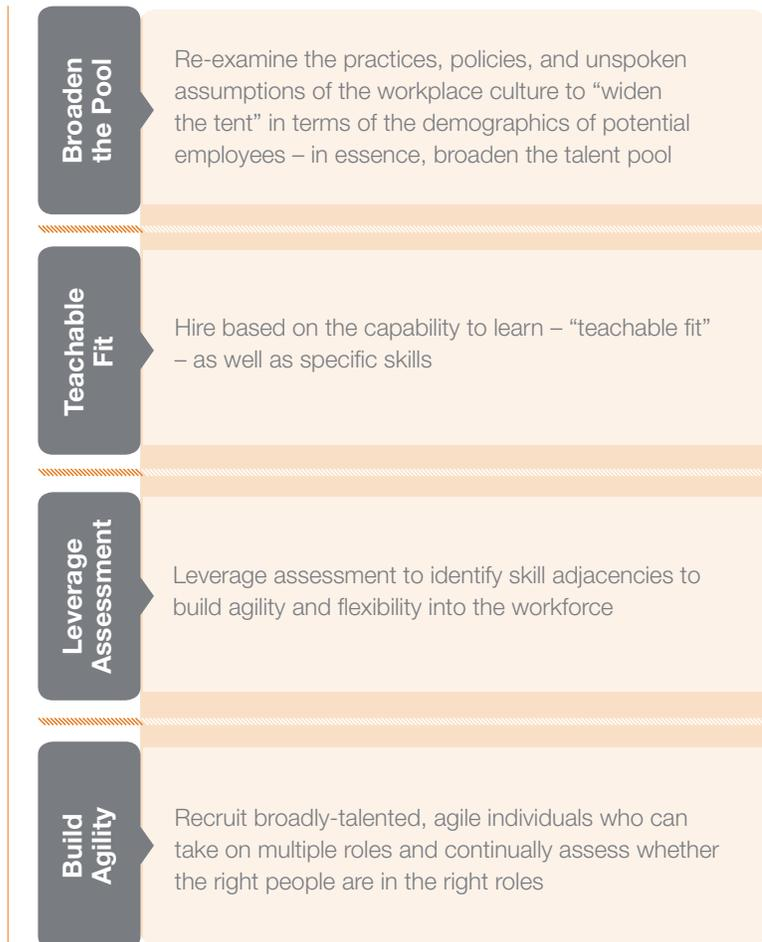 Broaden
the Pool
Re-examine the practices, policies, and unspoken
assumptions of the workplace culture to “widen
the tent” in terms of the demographics of potential
employees – in essence, broaden the talent pool
Teachable
Fit
Hire based on the capability to learn – “teachable fit”
– as well as specific skills
Leverage
Assessment
Leverage assessment to identify skill adjacencies to
build agility and flexibility into the workforce
Build
Agility
Recruit broadly-talented, agile individuals who can
take on multiple roles and continually assess whether
the right people are in the right roles